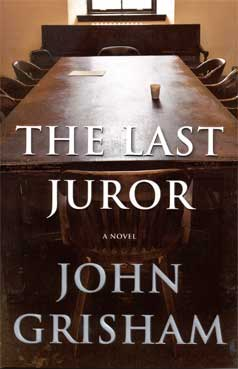 THE LAST
JUROR
A NOVEL
JOHN
GRISHAM